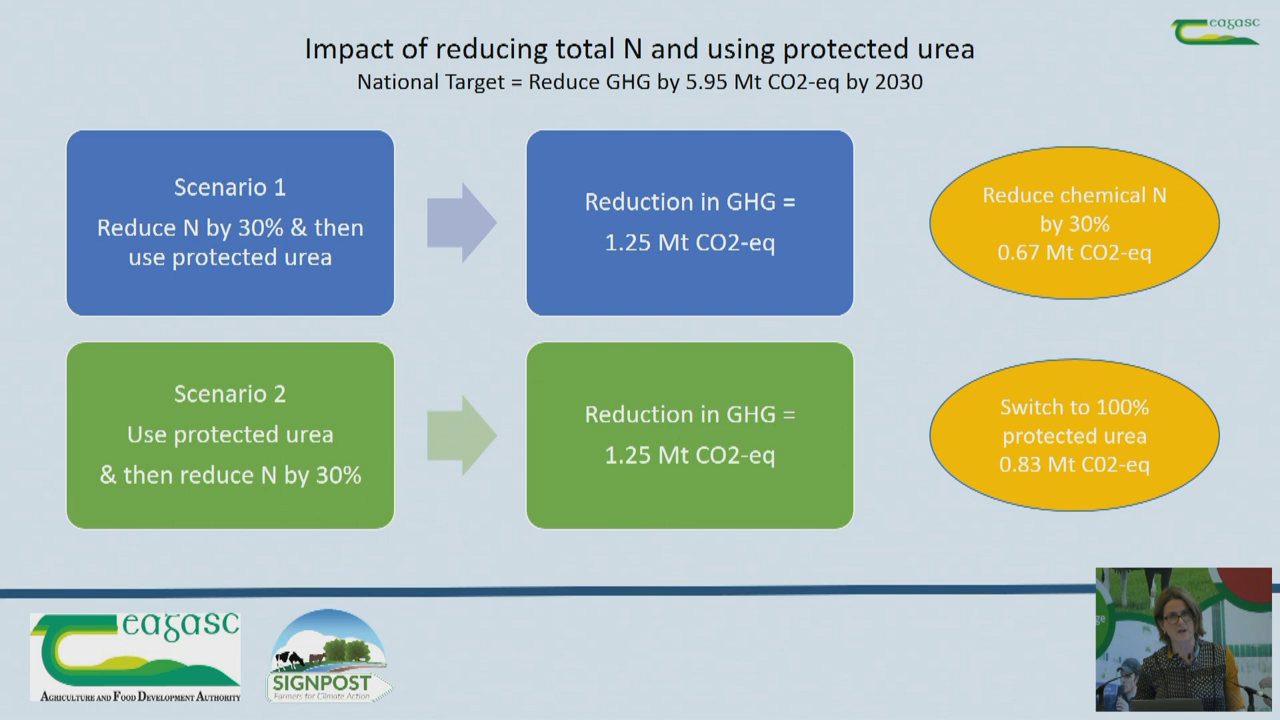 eagasc
Impact of reducing total N and using protected urea
National Target = Reduce GHG by 5.95 Mt CO2-eq by 2030
Scenario 1
Reduce N by 30% & then
use protected urea
Reduction in GHG =
1.25 Mt CO2-eq
Reduce chemical N
by 30%
0.67 Mt CO2-eq
Scenario 2
Use protected urea
& then reduce N by 30%
Reduction in GHG =
1.25 Mt CO2-eq
Switch to 100%
protected urea
0.83 Mt C02-eq
eagasc
AGRICULTURE AND FOOD DEVELOPMENT AUTHORITY
SIGNPOST
Farmers for Climate Action